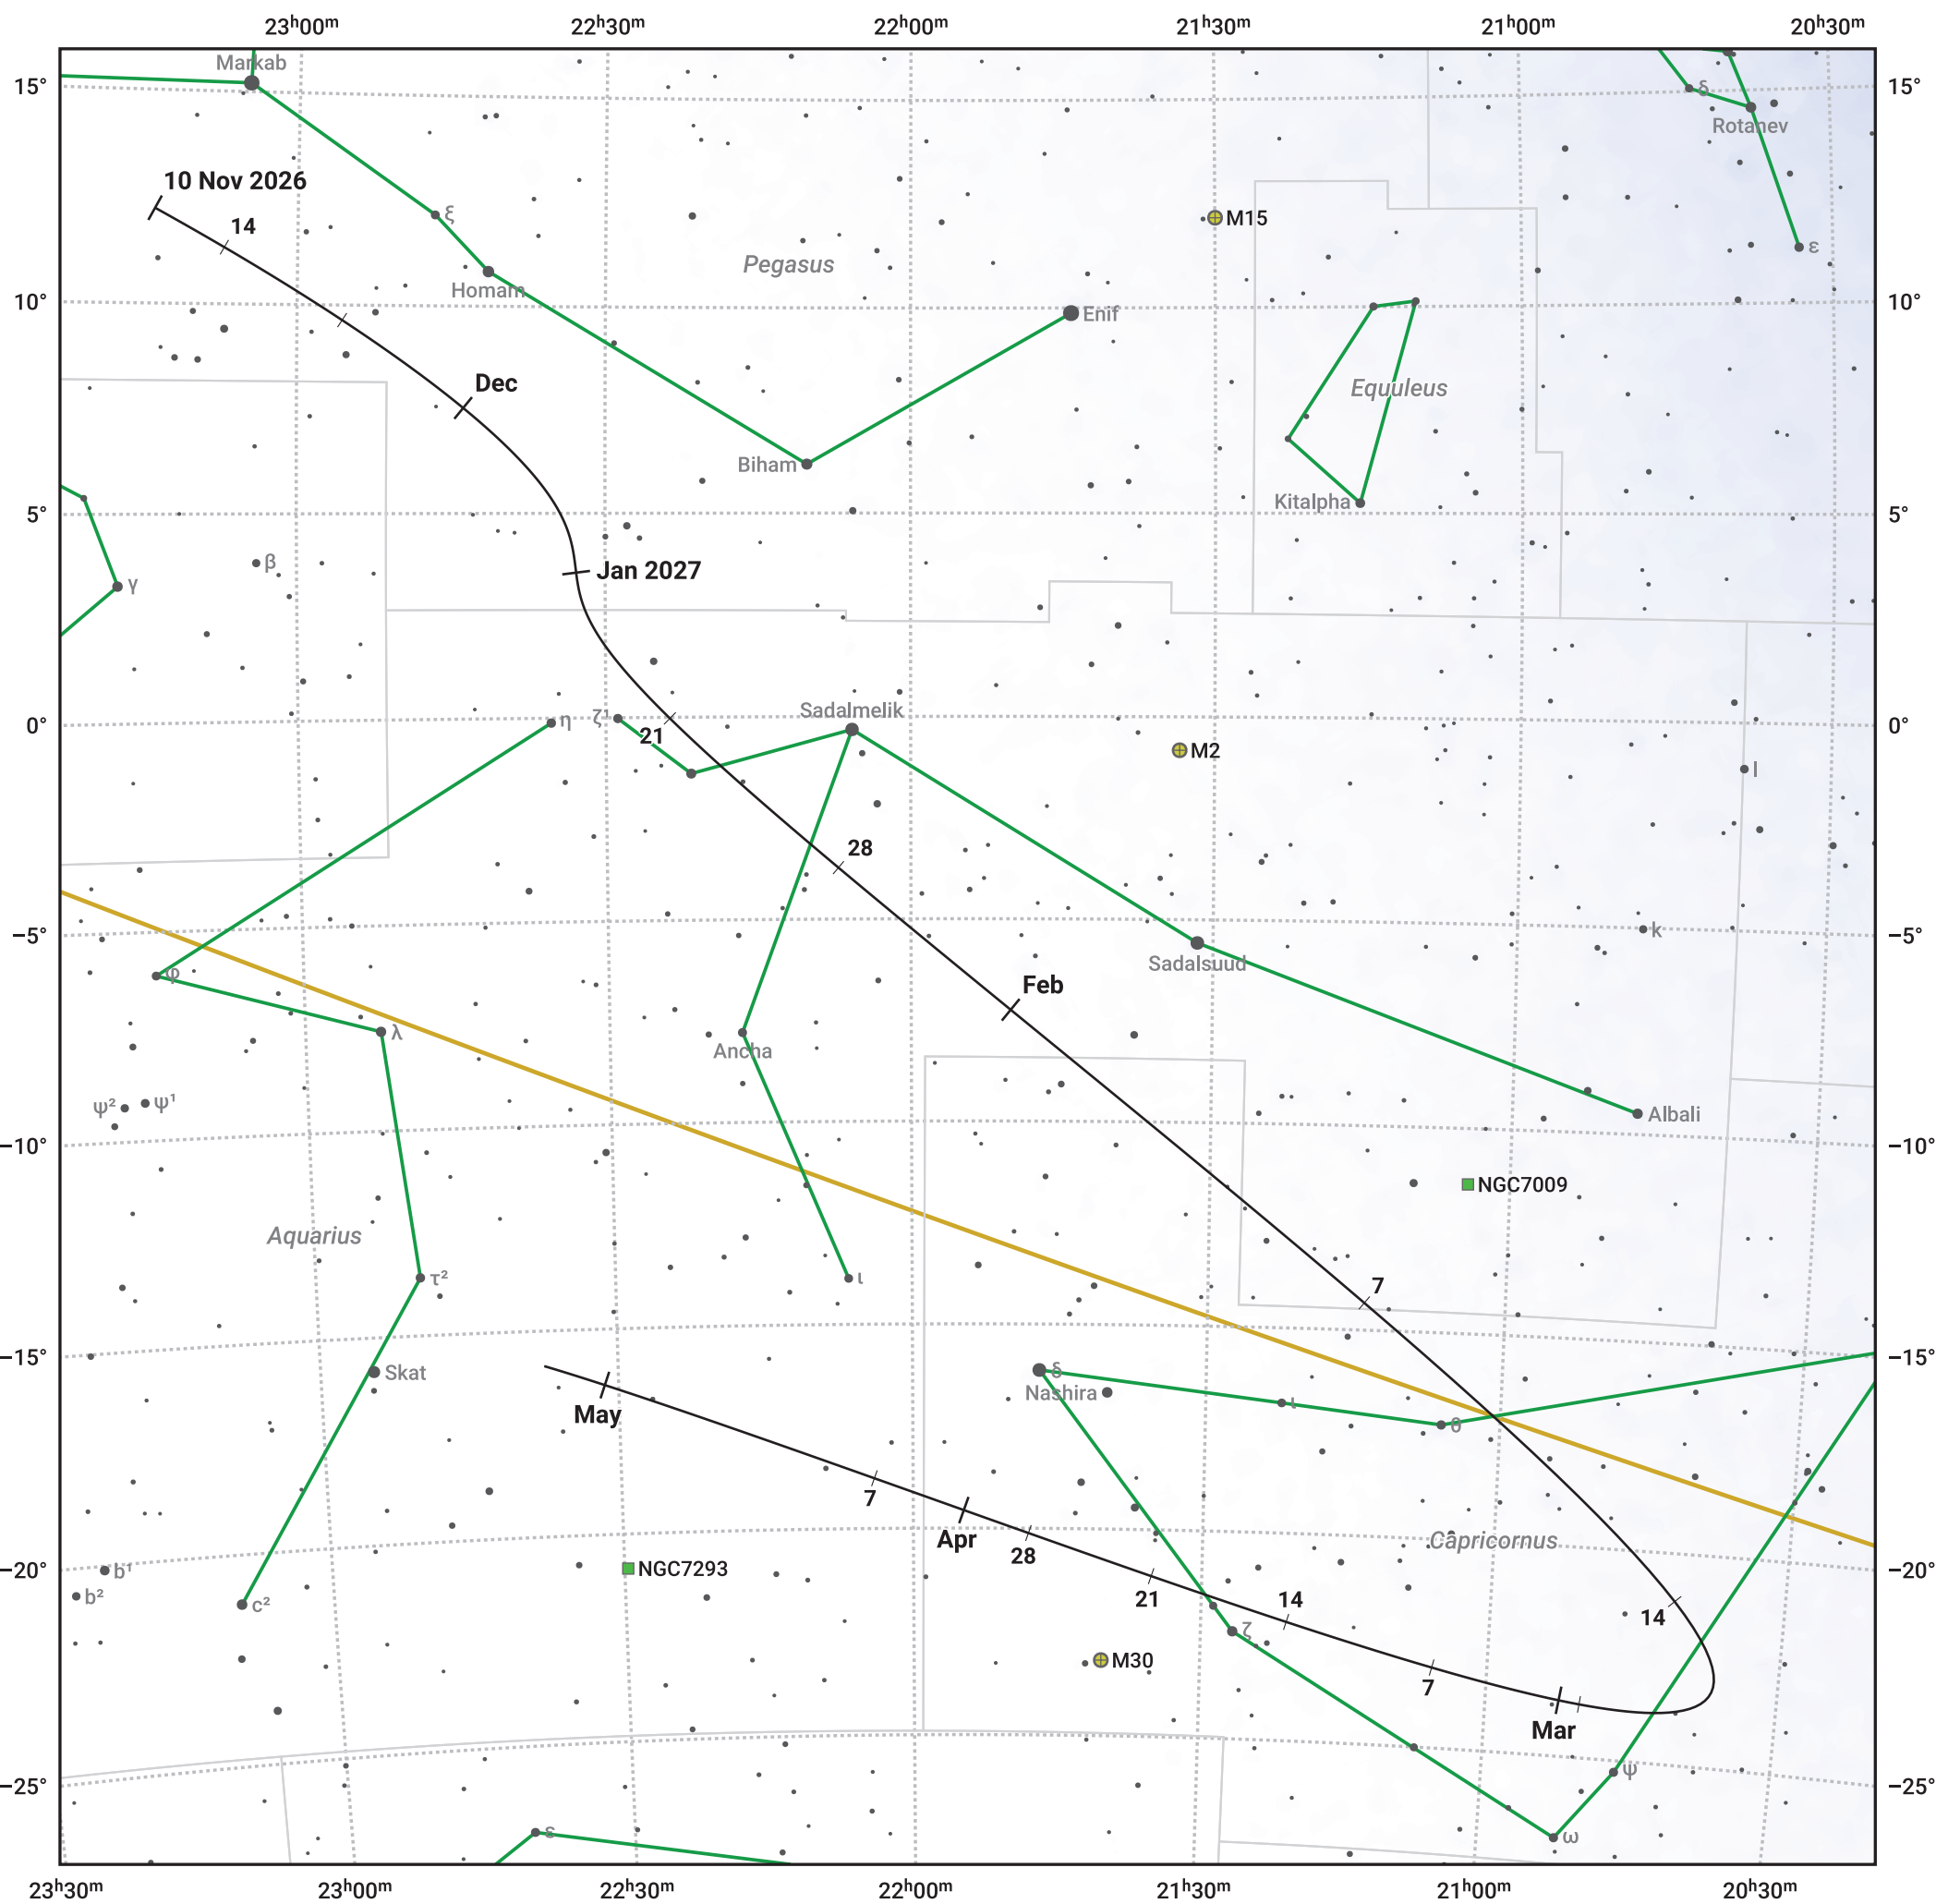 23ʰ00ᵐ 22ʰ30ᵐ 22ʰ00ᵐ 21ʰ30ᵐ 21ʰ00ᵐ 20ʰ30ᵐ
Markab
15° δ 15°
Rotanev
10 Nov 2026
14 ξ M15
ε
Pegasus
Homam
10° 10°
Enif
Dec Equuleus
Biham
Kitalpha
5° 5°
β Jan 2027
γ
Sadalmelik
0° η ζ¹ 0°
21 M2
l
28
−5° k −5°
Sadalsuud
φ
Feb
λ
Ancha
ψ² ψ¹
Albali
−10° −10°
NGC7009
Aquarius
τ² ι 7
−15° −15°
Skat δ
Nashira ι θ
May
7
Apr Capricornus
28
−20° NGC7293 −20°
b¹
b² 21 14
c² 14
ζ
M30
7
Mar
ψ
−25° −25°
ε ω
23ʰ30ᵐ 23ʰ00ᵐ 22ʰ30ᵐ 22ʰ00ᵐ 21ʰ30ᵐ 21ʰ00ᵐ 20ʰ30ᵐ